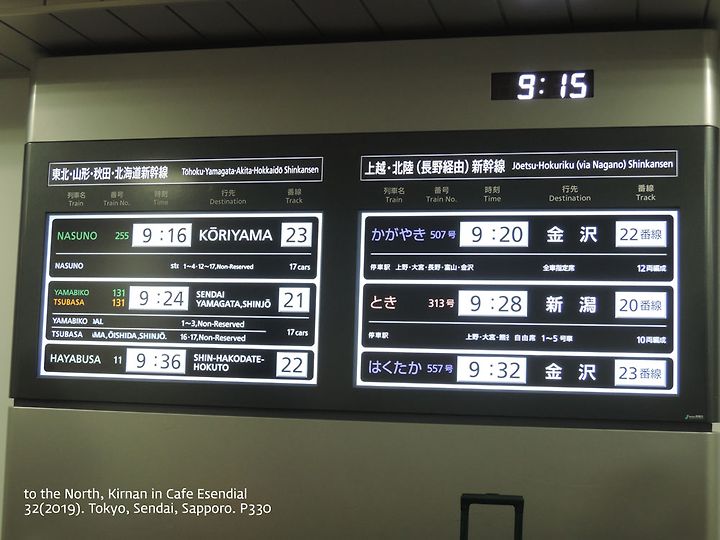 9:15
東北・山形・秋田・北海道新幹線 Tōhoku-Yamagata-Akita-Hokkaidō Shinkansen
列車名 番号 時刻 行先 番線
Train Train No. Time Destination Track
NASUNO 255 9:16 KŌRIYAMA 23
NASUNO 1~4・12~17,Non-Reserved 17 cars
YAMABIKO 131 9:24 SENDAI 21
TSUBASA 131 YAMAGATA,SHINJŌ
YAMABIKO 1~3,Non-Reserved 17 cars
TSUBASA MA,ŌISHIDA,SHINJŌ. 16・17,Non-Reserved
HAYABUSA 11 9:36 SHIN-HAKODATE-HOKUTO 22
上越・北陸(長野経由)新幹線 Jōetsu-Hokuriku (via Nagano) Shinkansen
列車名 番号 時刻 行先 番線
Train Train No. Time Destination Track
かがやき 507号 9:20 金沢 22番線
停車駅 上野・大宮・長野・富山・金沢 全車指定席 12両編成
とき 313号 9:28 新潟 20番線
停車駅 上野・大宮・熊谷 自由席 1~5号車 10両編成
はくたか 557号 9:32 金沢 23番線
to the North, Kirnan in Cafe Esendial
32(2019). Tokyo, Sendai, Sapporo. P330